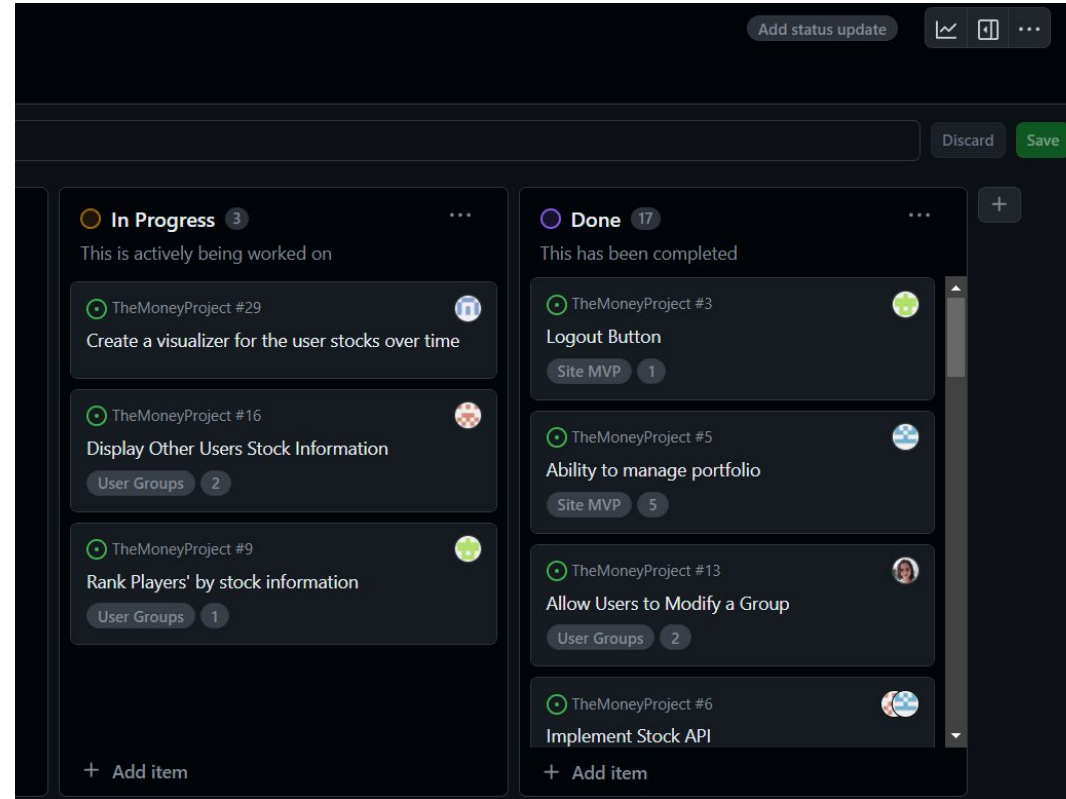 Add status update
Discard
Save
In Progress 3
This is actively being worked on
TheMoneyProject #29
Create a visualizer for the user stocks over time
TheMoneyProject #16
Display Other Users Stock Information
User Groups 2
TheMoneyProject #9
Rank Players' by stock information
User Groups 1
+ Add item
Done 17
This has been completed
TheMoneyProject #3
Logout Button
Site MVP 1
TheMoneyProject #5
Ability to manage portfolio
Site MVP 5
TheMoneyProject #13
Allow Users to Modify a Group
User Groups 2
TheMoneyProject #6
Implement Stock API
+ Add item